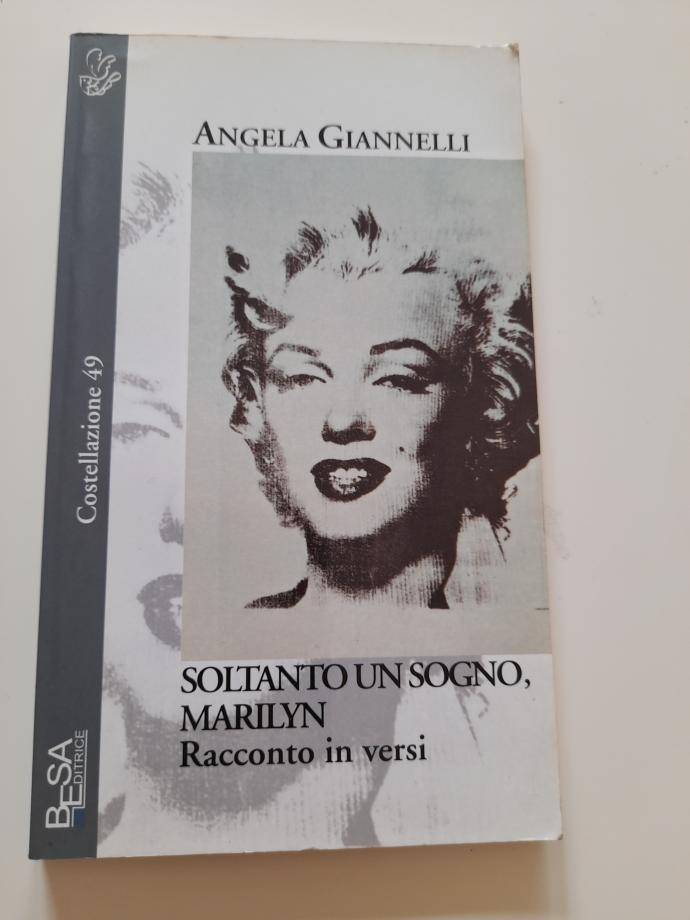 ANGELA GIANNELLI
Costellazione 49
SOLTANTO UN SOGNO,
MARILYN
Racconto in versi
BESA
EDITRICE